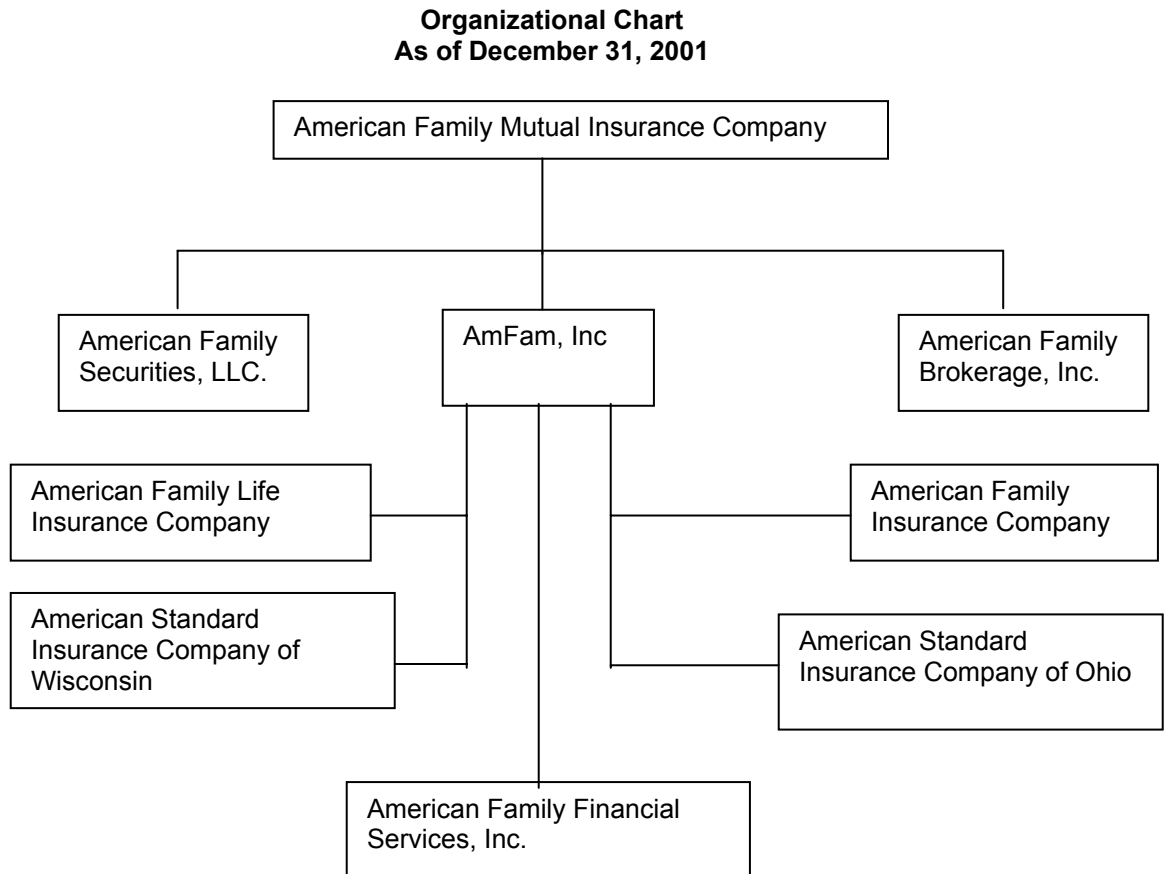 Organizational Chart
As of December 31, 2001
American Family Mutual Insurance Company
American Family
Securities, LLC.
AmFam, Inc
American Family
Brokerage, Inc.
American Family Life
Insurance Company
American Family
Insurance Company
American Standard
Insurance Company of
Wisconsin
American Standard
Insurance Company of Ohio
American Family Financial
Services, Inc.